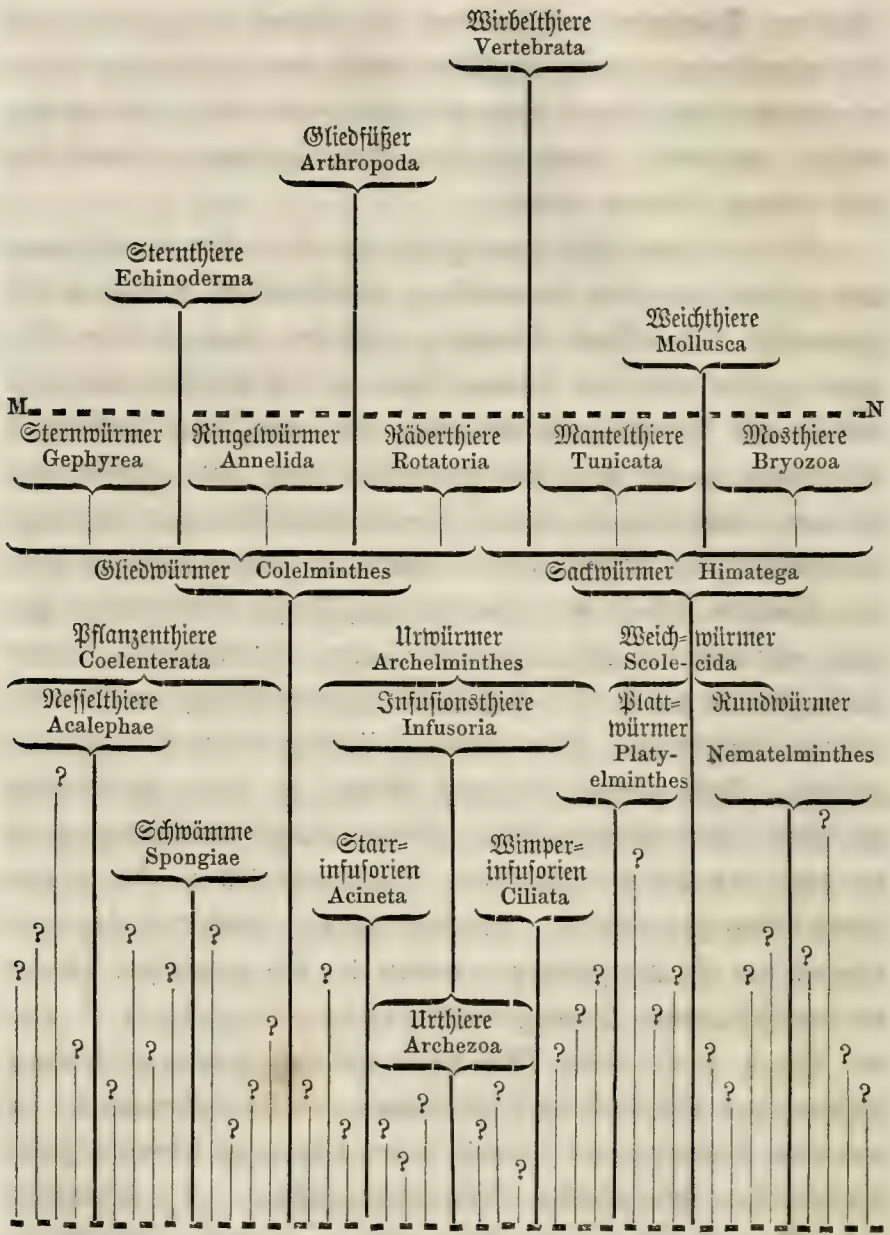 Wirbelthiere
Vertebrata
Gliedfüßer
Arthropoda
Sternthiere
Echinoderma
Weichthiere
Mollusca
M N
Sternwürmer Ringelwürmer Räderthiere Mantelthiere Mosthiere
Gephyrea Annelida Rotatoria Tunicata Bryozoa
Gliedwürmer Colelminthes Sackwürmer Himatega
Pflanzenthiere Urwürmer Weich=würmer
Coelenterata Archelminthes Scole-cida
Nesselthiere Infusionsthiere Platt= Rundwürmer
Acalephae Infusoria würmer
Platy- Nematelminthes
elminthes
?
?
Schwämme Starr= Wimper= ?
Spongiae infusorien infusorien
Acineta Ciliata
? ? ? ?
? ? ? ? ? ? ? ?
Urthiere
? ? ?
Archezoa
? ? ? ? ?
? ? ? ? ? ? ?
? ? ? ?
? ?